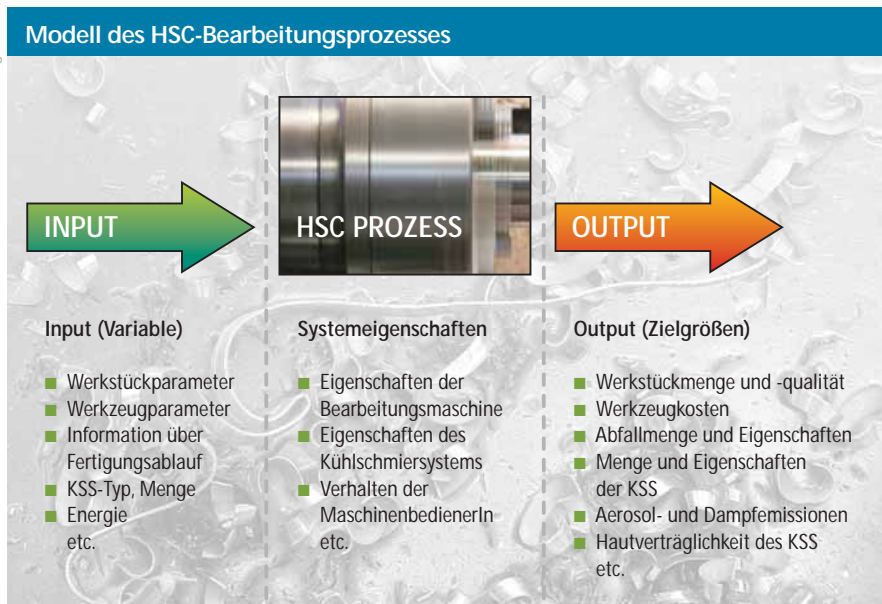 Modell des HSC-Bearbeitungsprozesses
INPUT
HSC PROZESS
OUTPUT
Input (Variable)
■ Werkstückparameter
■ Werkzeugparameter
■ Information über
Fertigungsablauf
■ KSS-Typ, Menge
■ Energie
etc.
Systemeigenschaften
■ Eigenschaften der
Bearbeitungsmaschine
■ Eigenschaften des
Kühlschmiersystems
■ Verhalten der
MaschinenbedienerIn
etc.
Output (Zielgrößen)
■ Werkstückmenge und -qualität
■ Werkzeugkosten
■ Abfallmenge und Eigenschaften
■ Menge und Eigenschaften
der KSS
■ Aerosol- und Dampfemissionen
■ Hautverträglichkeit des KSS
etc.